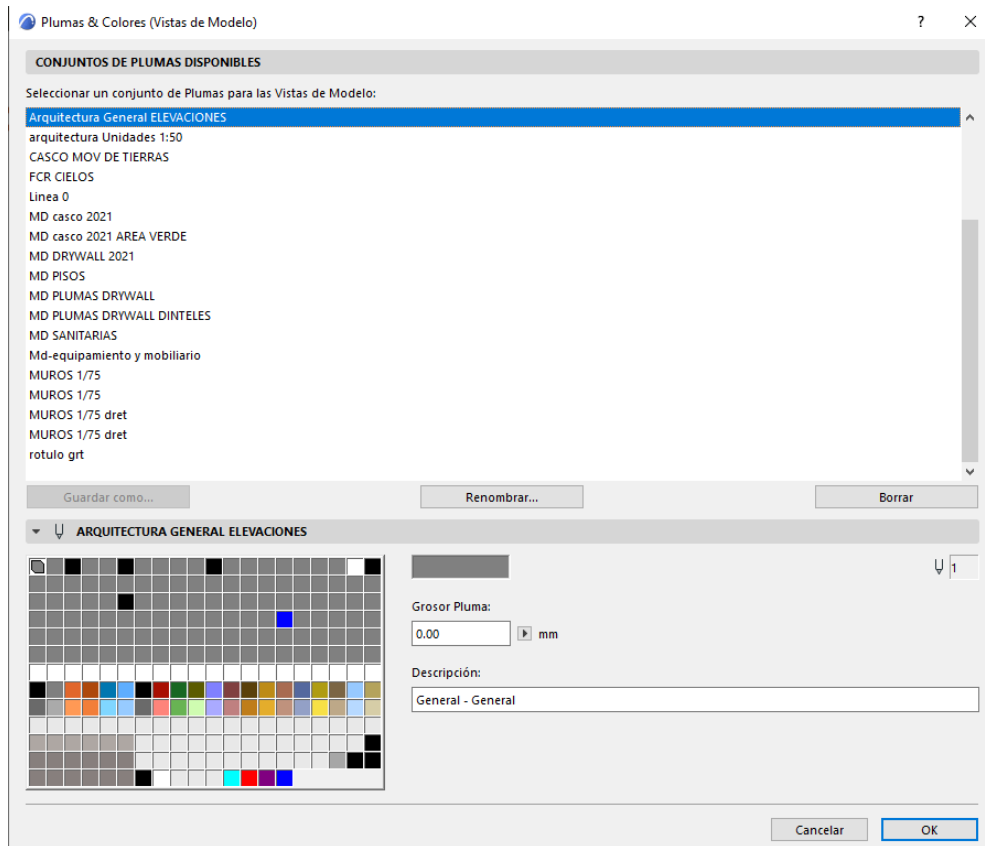 Plumas & Colores (Vistas de Modelo)
?
CONJUNTOS DE PLUMAS DISPONIBLES
Seleccionar un conjunto de Plumas para las Vistas de Modelo:
Arquitectura General ELEVACIONES
arquitectura Unidades 1:50
CASCO MOV DE TIERRAS
FCR CIELOS
Linea 0
MD casco 2021
MD casco 2021 AREA VERDE
MD DRYWALL 2021
MD PISOS
MD PLUMAS DRYWALL
MD PLUMAS DRYWALL DINTELES
MD SANITARIAS
Md-equipamiento y mobiliario
MUROS 1/75
MUROS 1/75
MUROS 1/75 dret
MUROS 1/75 dret
rotulo grt
Guardar como... Renombrar... Borrar
ARQUITECTURA GENERAL ELEVACIONES
1
Grosor Pluma:
0.00 mm
Descripción:
General - General
Cancelar OK